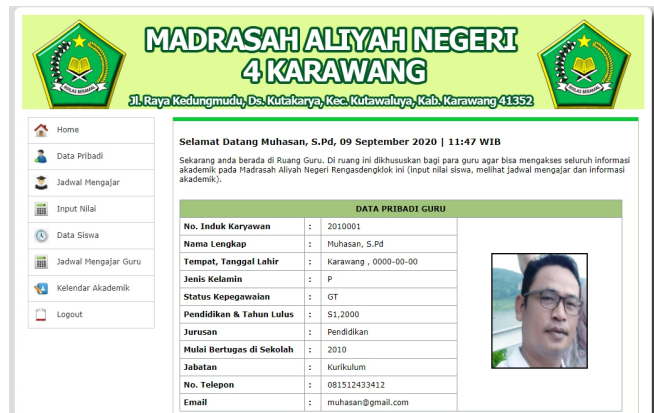 MADRASAH ALIYAH NEGERI
4 KARAWANG
Jl. Raya Kedungmudu, Ds. Kutakarya, Kec. Kutawaluya, Kab. Karawang 41352
Home
Data Pribadi
Jadwal Mengajar
Input Nilai
Data Siswa
Jadwal Mengajar Guru
Kelendar Akademik
Logout
Selamat Datang Muhasan, S.Pd, 09 September 2020 | 11:47 WIB
Sekarang anda berada di Ruang Guru. Di ruang ini dikhususkan bagi para guru agar bisa mengakses seluruh informasi
akademik pada Madrasah Aliyah Negeri Rengasdengklok ini (input nilai siswa, melihat jadwal mengajar dan informasi
akademik).
DATA PRIBADI GURU
No. Induk Karyawan : 2010001
Nama Lengkap : Muhasan, S.Pd
Tempat, Tanggal Lahir : Karawang , 0000-00-00
Jenis Kelamin : P
Status Kepegawaian : GT
Pendidikan & Tahun Lulus : S1,2000
Jurusan : Pendidikan
Mulai Bertugas di Sekolah : 2010
Jabatan : Kurikulum
No. Telepon : 081512433412
Email : muhasan@gmail.com